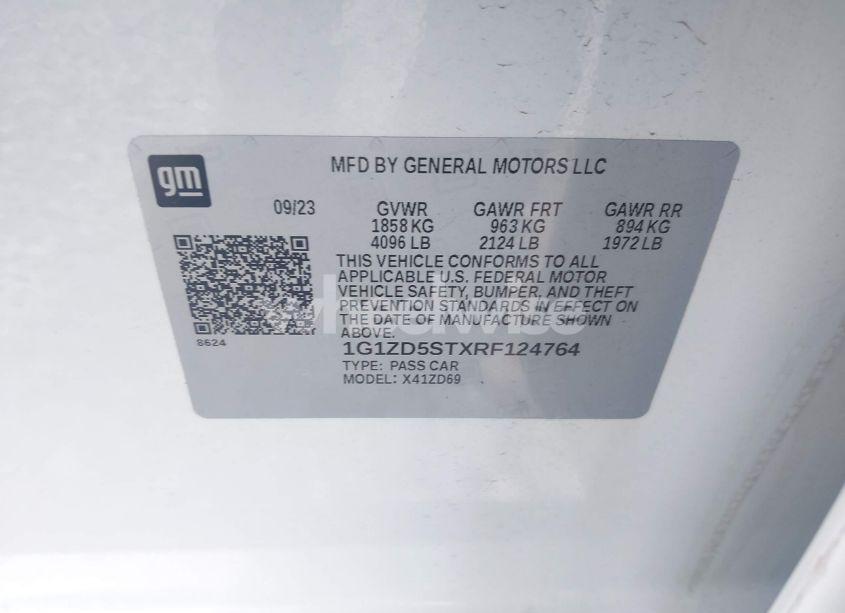 gm
MFD BY GENERAL MOTORS LLC
09/23 GVWR GAWR FRT GAWR RR
1858 KG 963 KG 894 KG
4096 LB 2124 LB 1972 LB
THIS VEHICLE CONFORMS TO ALL
APPLICABLE U.S. FEDERAL MOTOR
VEHICLE SAFETY, BUMPER, AND THEFT
PREVENTION STANDARDS IN EFFECT ON
THE DATE OF MANUFACTURE SHOWN
ABOVE.
8624
1G1ZD5STXRF124764
TYPE: PASS CAR
MODEL: X41ZD69